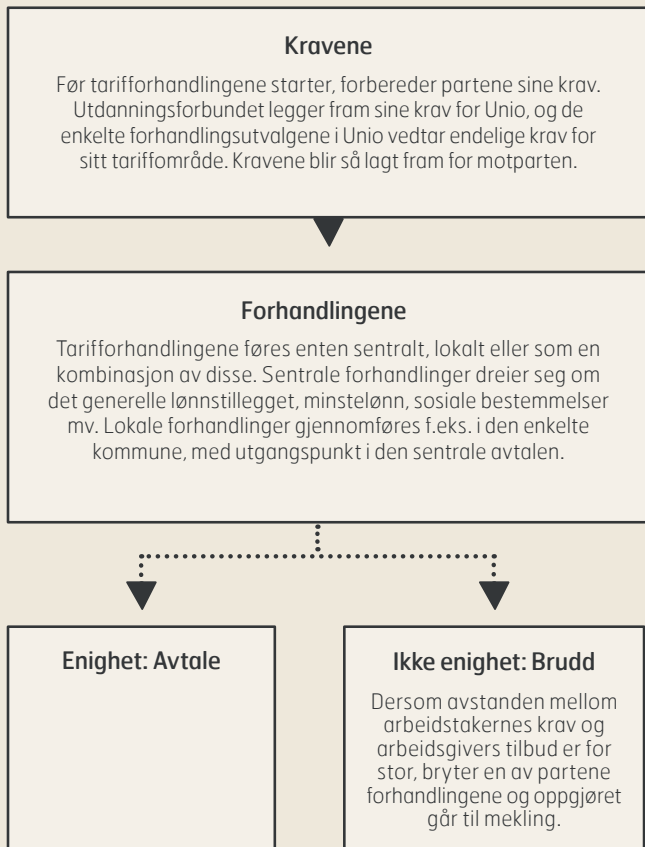 Kravene
Før tarifforhandlingene starter, forbereder partene sine krav.
Utdanningsforbundet legger fram sine krav for Unio, og de
enkelte forhandlingsutvalgene i Unio vedtar endelige krav for
sitt tariffområde. Kravene blir så lagt fram for motparten.
Forhandlingene
Tarifforhandlingene føres enten sentralt, lokalt eller som en
kombinasjon av disse. Sentrale forhandlinger dreier seg om
det generelle lønnstillegget, minstelønn, sosiale bestemmelser
mv. Lokale forhandlinger gjennomføres f.eks. i den enkelte
kommune, med utgangspunkt i den sentrale avtalen.
Enighet: Avtale
Ikke enighet: Brudd
Dersom avstanden mellom
arbeidstakernes krav og
arbeidsgivers tilbud er for
stor, bryter en av partene
forhandlingene og oppgjøret
går til mekling.